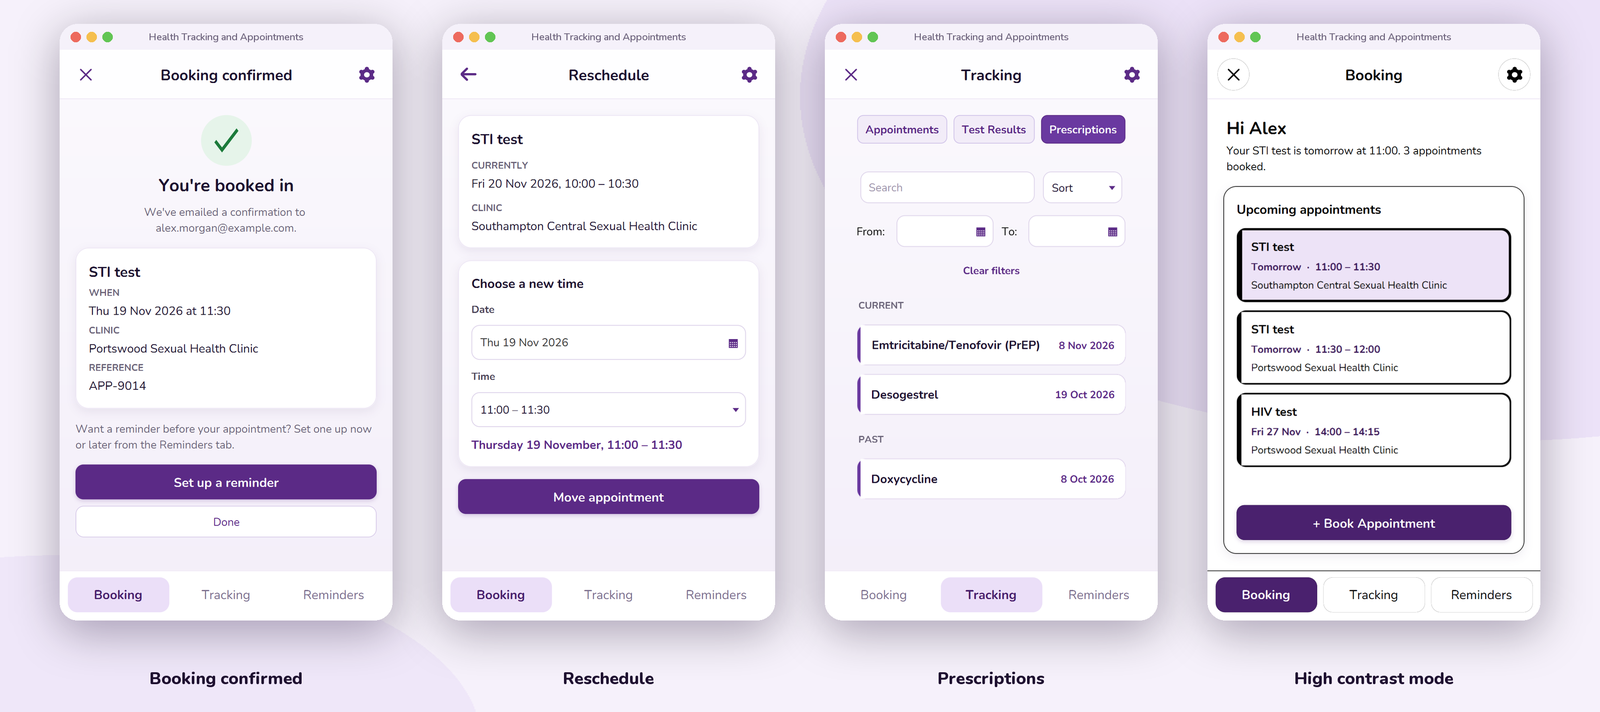 Health Tracking and Appointments
Booking confirmed
You're booked in
We've emailed a confirmation to
alex.morgan@example.com.
STI test
WHEN
Thu 19 Nov 2026 at 11:30
CLINIC
Portswood Sexual Health Clinic
REFERENCE
APP-9014
Want a reminder before your appointment? Set one up now
or later from the Reminders tab.
Set up a reminder
Done
Booking Tracking Reminders
Booking confirmed
Health Tracking and Appointments
Reschedule
STI test
CURRENTLY
Fri 20 Nov 2026, 10:00 – 10:30
CLINIC
Southampton Central Sexual Health Clinic
Choose a new time
Date
Thu 19 Nov 2026
Time
11:00 – 11:30
Thursday 19 November, 11:00 – 11:30
Move appointment
Booking Tracking Reminders
Reschedule
Health Tracking and Appointments
Tracking
Appointments Test Results Prescriptions
Search Sort
From: To:
Clear filters
CURRENT
Emtricitabine/Tenofovir (PrEP) 8 Nov 2026
Desogestrel 19 Oct 2026
PAST
Doxycycline 8 Oct 2026
Booking Tracking Reminders
Prescriptions
Health Tracking and Appointments
Booking
Hi Alex
Your STI test is tomorrow at 11:00. 3 appointments
booked.
Upcoming appointments
STI test
Tomorrow · 11:00 – 11:30
Southampton Central Sexual Health Clinic
STI test
Tomorrow · 11:30 – 12:00
Portswood Sexual Health Clinic
HIV test
Fri 27 Nov · 14:00 – 14:15
Portswood Sexual Health Clinic
+ Book Appointment
Booking Tracking Reminders
High contrast mode